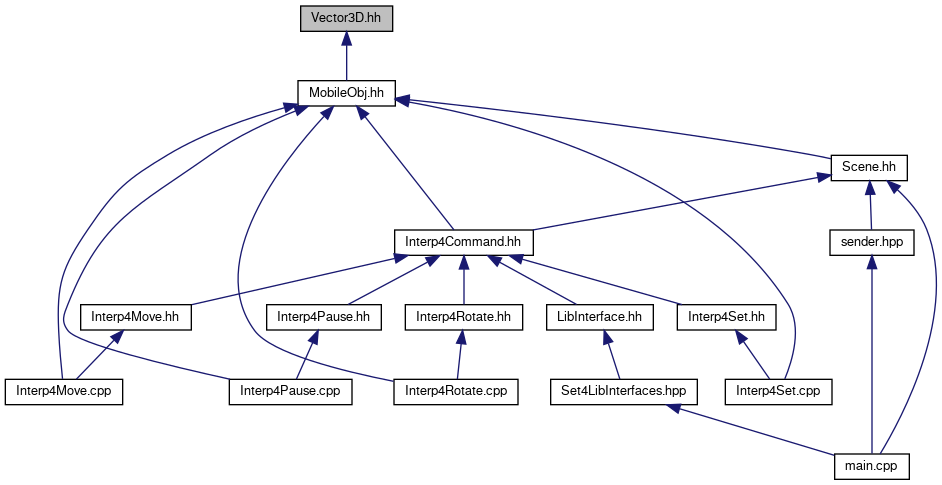 Vector3D.hh
MobileObj.hh
Scene.hh
Interp4Command.hh
sender.hpp
Interp4Move.hh
Interp4Pause.hh
Interp4Rotate.hh
LibInterface.hh
Interp4Set.hh
Interp4Move.cpp
Interp4Pause.cpp
Interp4Rotate.cpp
Set4LibInterfaces.hpp
Interp4Set.cpp
main.cpp